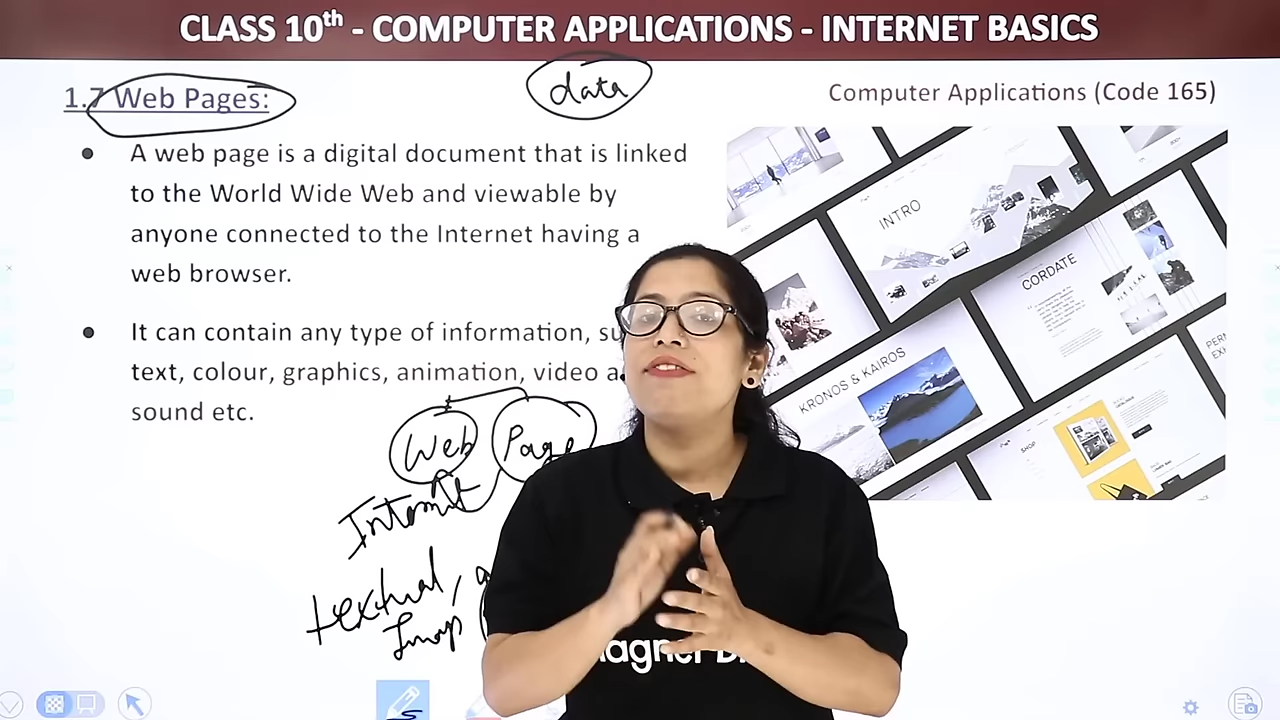 CLASS 10th - COMPUTER APPLICATIONS - INTERNET BASICS
data
1.7 Web Pages:
Computer Applications (Code 165)
● A web page is a digital document that is linked
to the World Wide Web and viewable by
anyone connected to the Internet having a
web browser.
● It can contain any type of information, su
text, colour, graphics, animation, video a
sound etc.
Web Page
Internet
textual,
INTRO
CORDATE
KRONOS & KAIROS
SHOP
agnet B